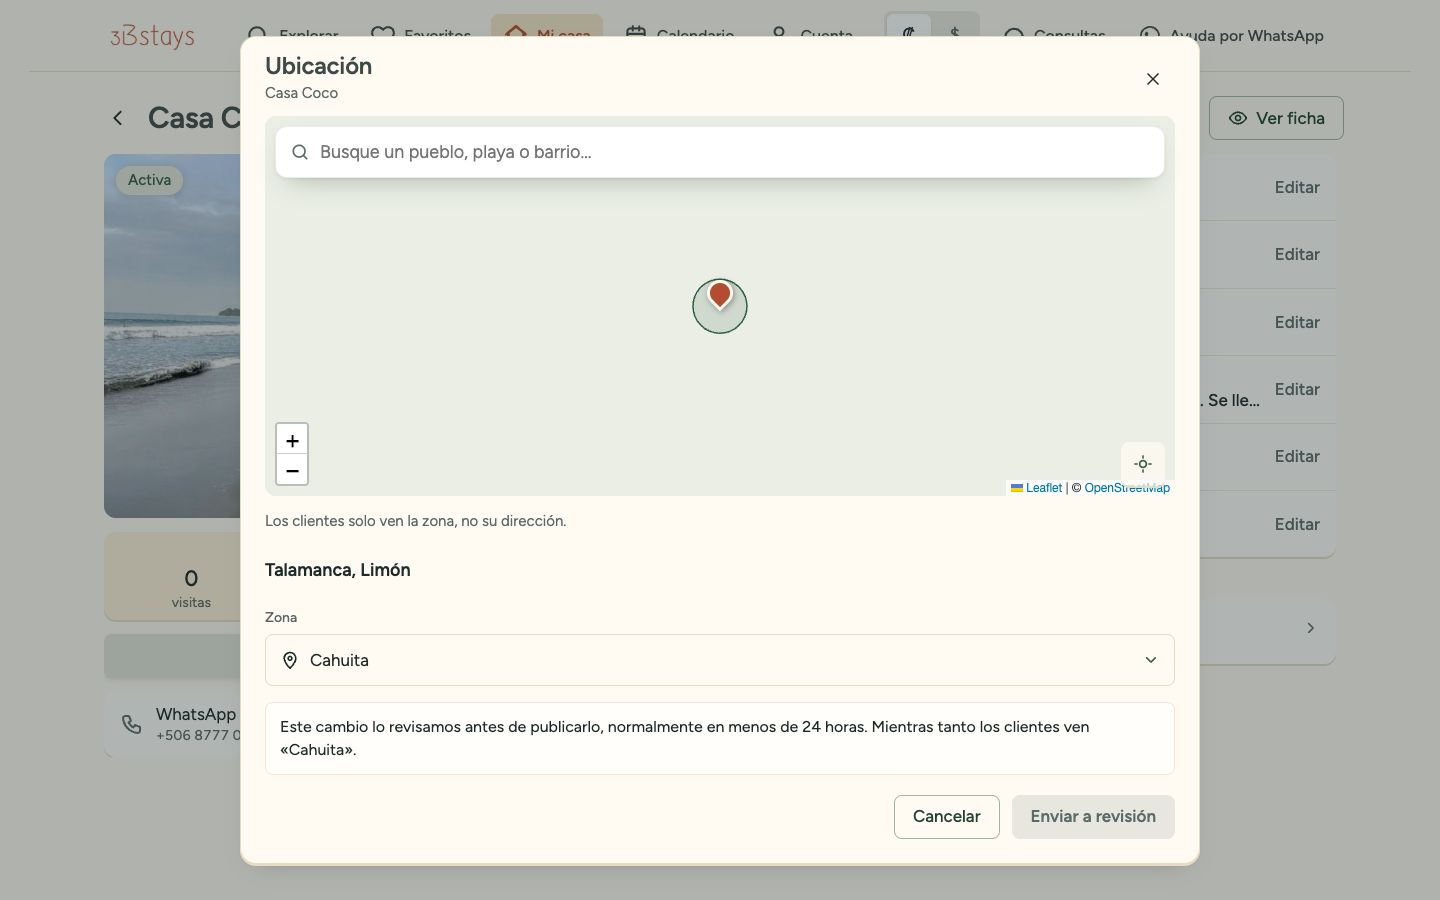 3Bstays
Explorar
Favoritos
Mi casa
Calendario
Cuenta
₡
$
Consultas
Ayuda por WhatsApp
Ubicación
Casa Coco
Casa C
Ver ficha
Activa
Busque un pueblo, playa o barrio...
Editar
Editar
Editar
. Se lle... Editar
Editar
Editar
+
−
Leaflet | © OpenStreetMap
Los clientes solo ven la zona, no su dirección.
Talamanca, Limón
0
visitas
Zona
Cahuita
WhatsApp
+506 8777 0
Este cambio lo revisamos antes de publicarlo, normalmente en menos de 24 horas. Mientras tanto los clientes ven
«Cahuita».
Cancelar
Enviar a revisión